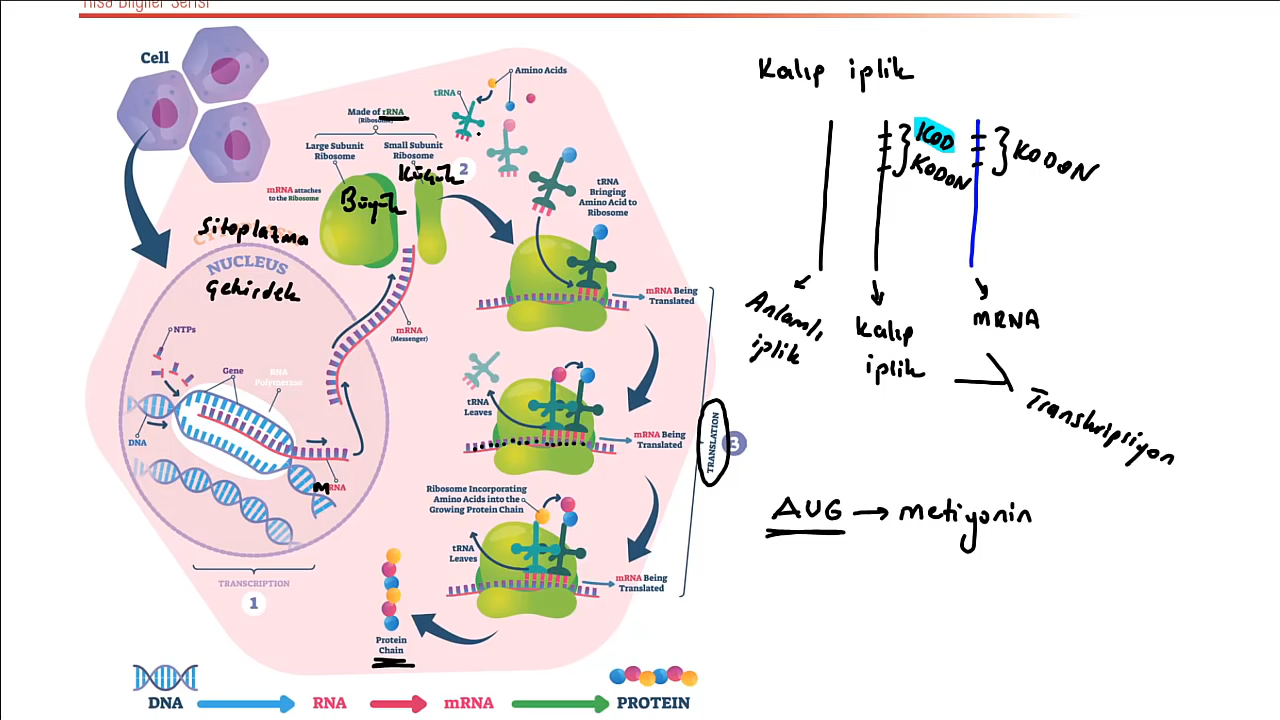 Kısa Bilgiler Serisi
Cell
Amino Acids
tRNA
Made of rRNA
(Ribosome)
Large Subunit
Ribosome
Small Subunit
Ribosome
2
Küçük
Büyük
mRNA attaches
to the Ribosome
tRNA
Bringing
Amino Acid to
Ribosome
Sitoplazma
NUCLEUS
Çekirdek
mRNA Being
Translated
mRNA
(Messenger)
NTPs
Gene
RNA
Polymerase
DNA
mRNA
tRNA
Leaves
mRNA Being
Translated
TRANSLATION
3
Ribosome Incorporating
Amino Acids into the
Growing Protein Chain
tRNA
Leaves
mRNA Being
Translated
TRANSCRIPTION
1
Protein
Chain
DNA
RNA
mRNA
PROTEIN
Kalıp iplik
KOD
KODON
KODON
Anlamlı
iplik
Kalıp
iplik
mRNA
Transkripsiyon
AUG → metiyonin